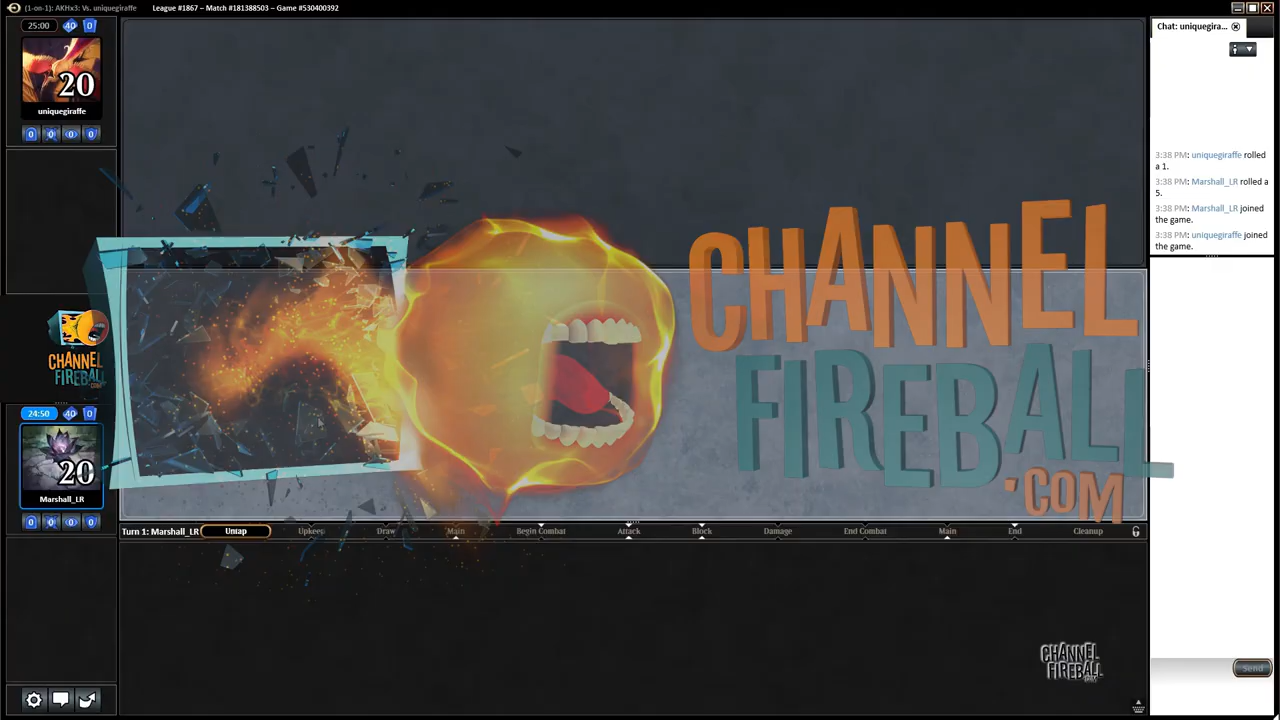 (1-on-1): AKHx3: Vs. uniquegiraffe
League #1867 – Match #181388503 – Game #530400392
25:00
40
0
20
uniquegiraffe
0 0 0 0
Chat: uniquegira...
3:38 PM: uniquegiraffe rolled
a 1.
3:38 PM: Marshall_LR rolled a
5.
3:38 PM: Marshall_LR joined
the game.
3:38 PM: uniquegiraffe joined
the game.
CHANNEL
FIREBALL
.COM
CHANNEL
FIREBALL
.COM
24:50
40
0
20
Marshall_LR
0 0 0 0
Turn 1: Marshall_LR
Untap
Upkeep
Draw
Main
Begin Combat
Attack
Block
Damage
End Combat
Main
End
Cleanup
CHANNEL
FIREBALL
.COM
Send